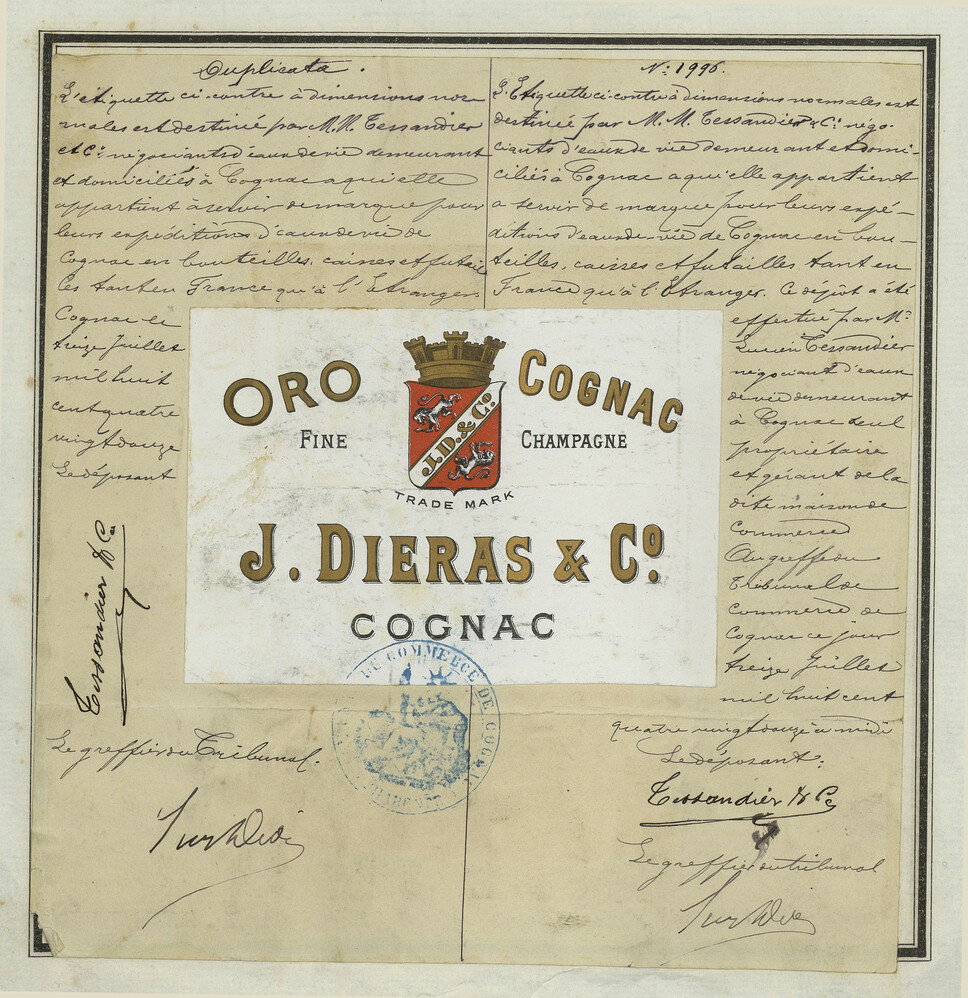 Duplicata.
L'étiquette ci-contre à dimensions nor-
males est destinée par M.M. Tessandier
et Cie négociants d'eaux de vie demeurant
et domiciliés à Cognac a qui elle
appartient à servir de marque pour
leurs expéditions d'eaux de vie de
Cognac en bouteilles, caisses et futail
les tant en France qu'à l'Etranger
Cognac le
treize Juillet
mil huit
cent quatre
vingt douze
Le déposant
Tessandier & Co
Le greffier du Tribunal.
No: 1996.
L'Etiquette ci-contre à dimensions normales est
destinée par M.M. Tessandier & Cie négo-
ciants d'eaux de vie demeurant et domi-
ciliés à Cognac a qui elle appartient
a servir de marque pour leurs expé-
ditions d'eaux-de-vie de Cognac en bou-
teilles, caisses et futailles tant en
France qu'à l'Etranger. Ce dépôt a été
effectué par Mr
Lucien Tessandier
négociant d'eaux
de vie demeurant
à Cognac seul
propriétaire
et gérant de la
dite maison de
Commerce
Au greffe du
Tribunal de
Commerce de
Cognac ce jour
treize Juillet
mil huit cent
quatre vingt douze à midi
Le déposant:
Tessandier & Co
Le greffier du tribunal
ORO COGNAC
FINE CHAMPAGNE
J.D. & Co
TRADE MARK
J. DIERAS & Co.
COGNAC
DE COMMERCE DE COGNAC